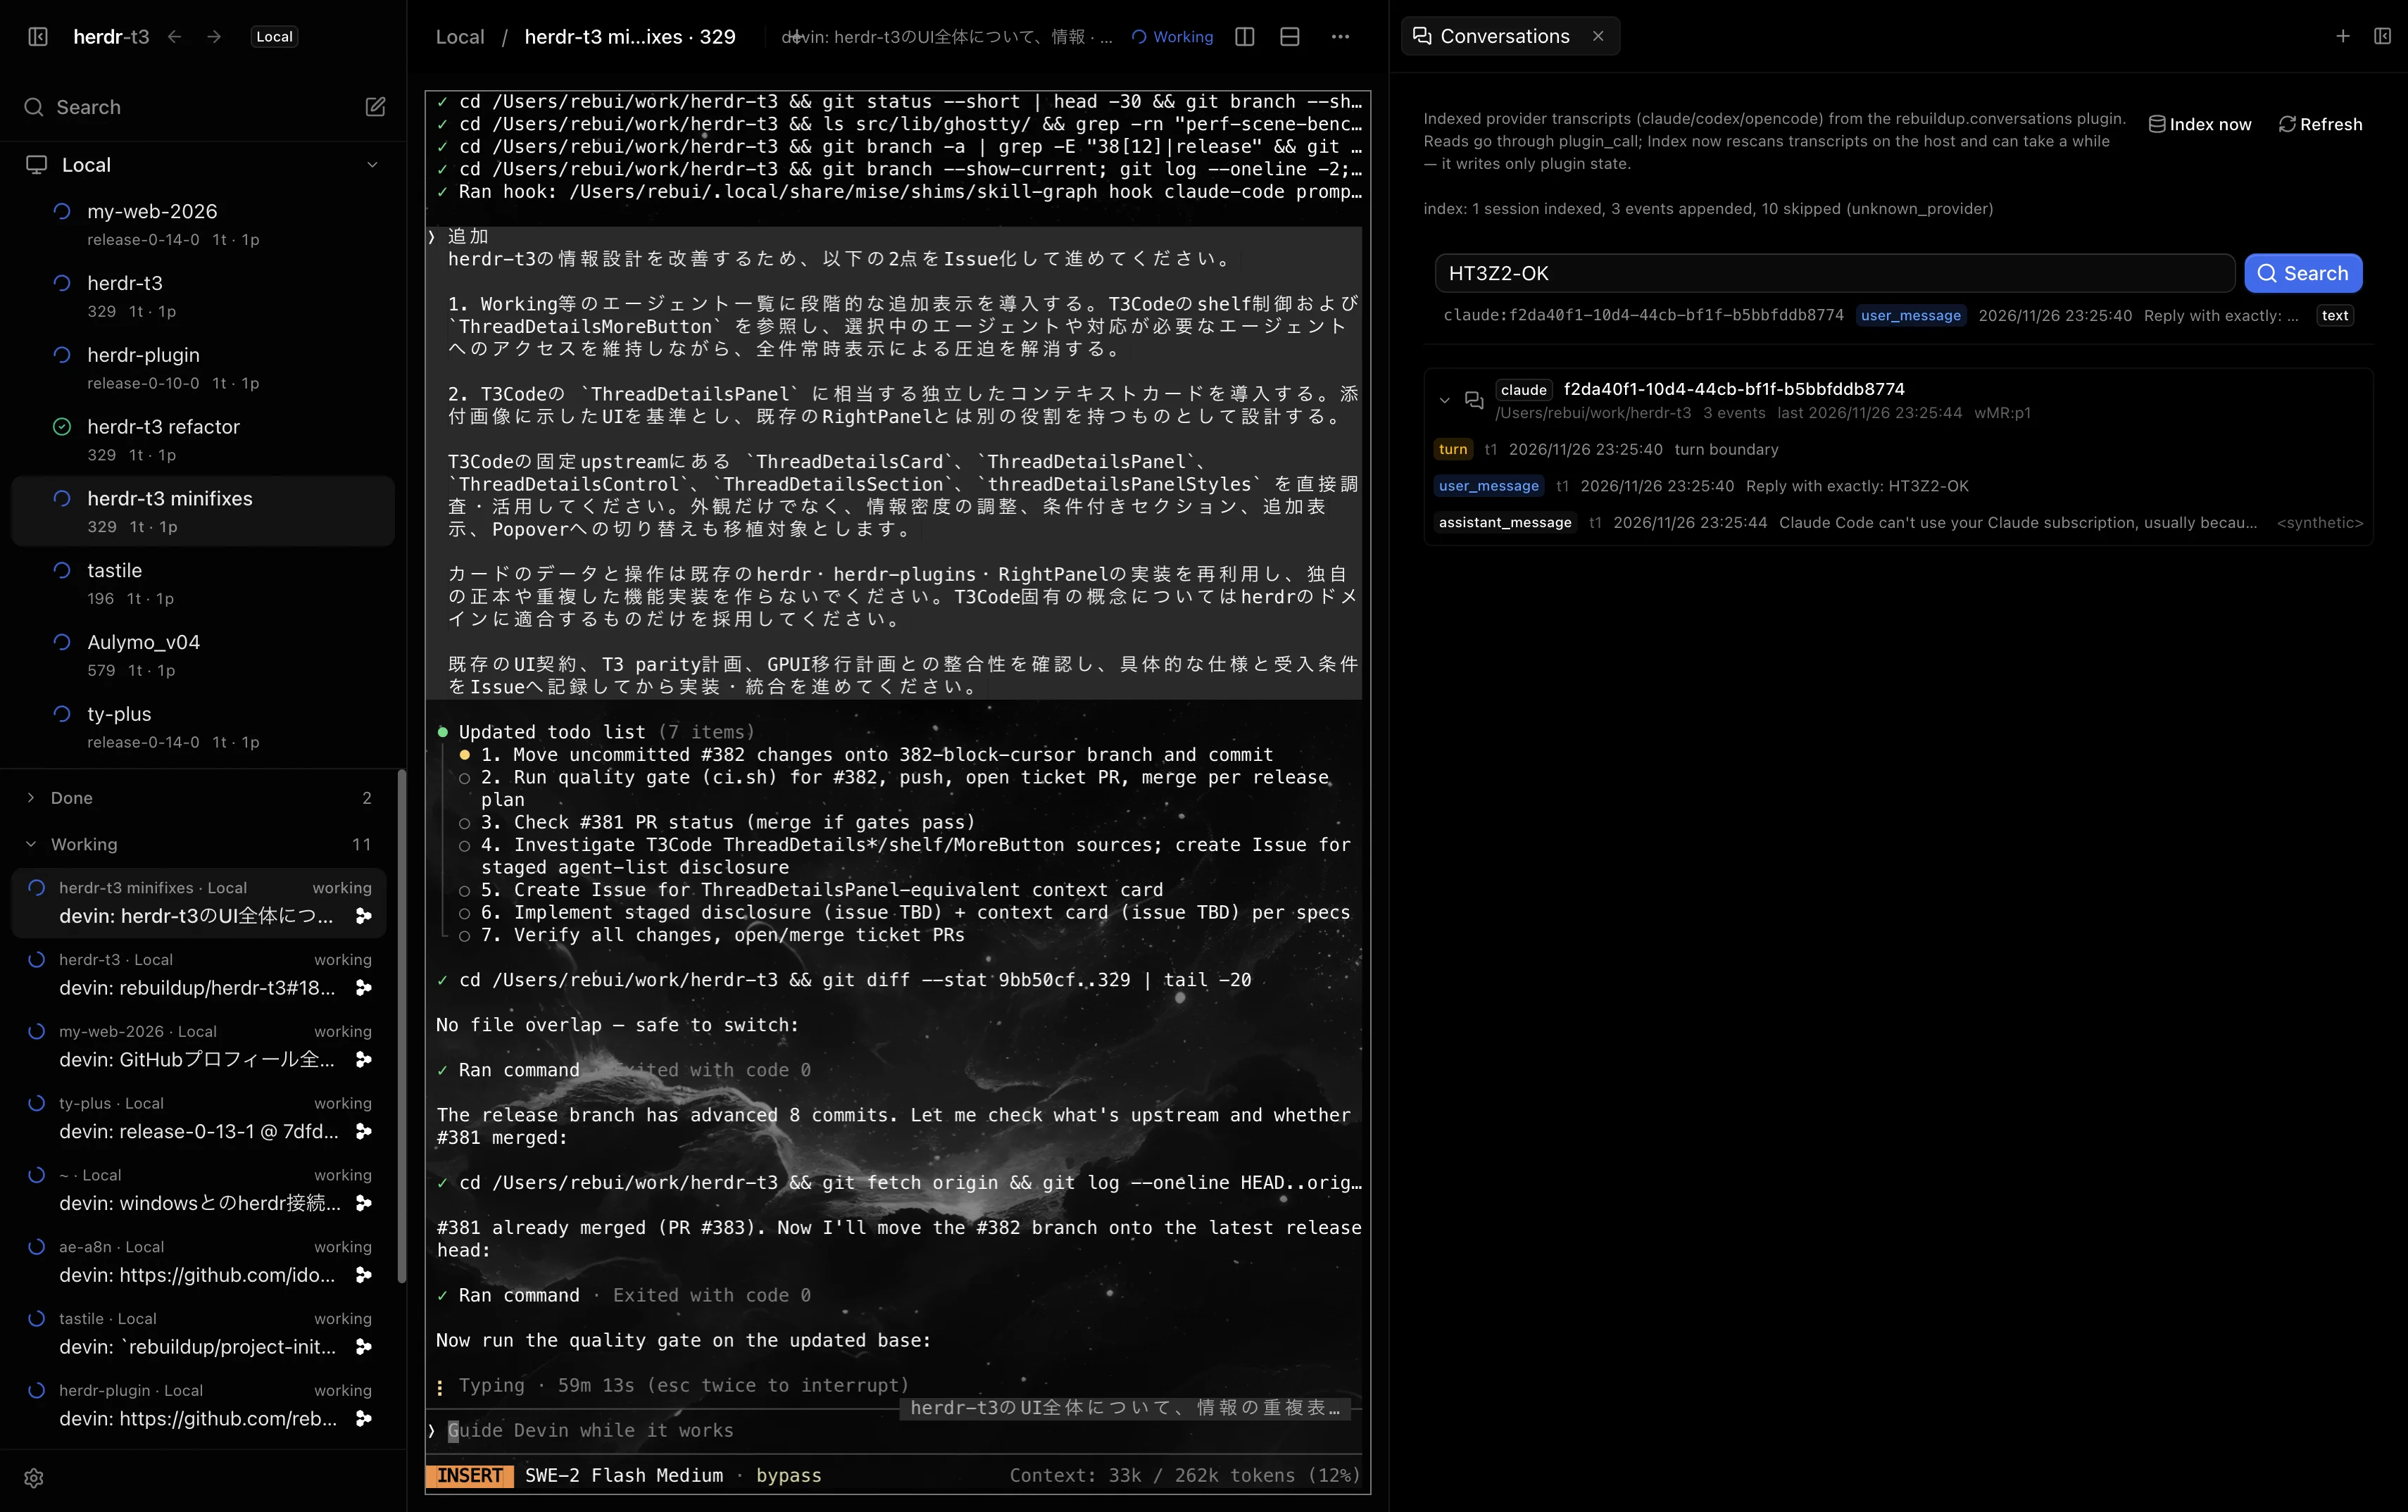 herdr-t3
Local
Search
Local
my-web-2026
release-0-14-0 1t · 1p
herdr-t3
329 1t · 1p
herdr-plugin
release-0-10-0 1t · 1p
herdr-t3 refactor
329 1t · 1p
herdr-t3 minifixes
329 1t · 1p
tastile
196 1t · 1p
Aulymo_v04
579 1t · 1p
ty-plus
release-0-14-0 1t · 1p
Done 2
Working 11
herdr-t3 minifixes · Local working
devin: herdr-t3のUI全体につ...
herdr-t3 · Local working
devin: rebuildup/herdr-t3#18...
my-web-2026 · Local working
devin: GitHubプロフィール全...
ty-plus · Local working
devin: release-0-13-1 @ 7dfd...
~ · Local working
devin: windowsとのherdr接続...
ae-a8n · Local working
devin: https://github.com/ido...
tastile · Local working
devin: `rebuildup/project-init...
herdr-plugin · Local working
devin: https://github.com/reb...
Local / herdr-t3 mi...ixes · 329
devin: herdr-t3のUI全体について、情報 · ...
Working
✓ cd /Users/rebui/work/herdr-t3 && git status --short | head -30 && git branch --sh…
✓ cd /Users/rebui/work/herdr-t3 && ls src/lib/ghostty/ && grep -rn "perf-scene-benc…
✓ cd /Users/rebui/work/herdr-t3 && git branch -a | grep -E "38[12]|release" && git …
✓ cd /Users/rebui/work/herdr-t3 && git branch --show-current; git log --oneline -2;…
✓ Ran hook: /Users/rebui/.local/share/mise/shims/skill-graph hook claude-code promp…
❯ 追加
herdr-t3の情報設計を改善するため、以下の2点をIssue化して進めてください。
1. Working等のエージェント一覧に段階的な追加表示を導入する。T3Codeのshelf制御および
`ThreadDetailsMoreButton` を参照し、選択中のエージェントや対応が必要なエージェント
へのアクセスを維持しながら、全件常時表示による圧迫を解消する。
2. T3Codeの `ThreadDetailsPanel` に相当する独立したコンテキストカードを導入する。添
付画像に示したUIを基準とし、既存のRightPanelとは別の役割を持つものとして設計する。
T3Codeの固定upstreamにある `ThreadDetailsCard`、`ThreadDetailsPanel`、
`ThreadDetailsControl`、`ThreadDetailsSection`、`threadDetailsPanelStyles` を直接調
査・活用してください。外観だけでなく、情報密度の調整、条件付きセクション、追加表
示、Popoverへの切り替えも移植対象とします。
カードのデータと操作は既存のherdr・herdr-plugins・RightPanelの実装を再利用し、独自
の正本や重複した機能実装を作らないでください。T3Code固有の概念についてはherdrのドメ
インに適合するものだけを採用してください。
既存のUI契約、T3 parity計画、GPUI移行計画との整合性を確認し、具体的な仕様と受入条件
をIssueへ記録してから実装・統合を進めてください。
● Updated todo list (7 items)
● 1. Move uncommitted #382 changes onto 382-block-cursor branch and commit
○ 2. Run quality gate (ci.sh) for #382, push, open ticket PR, merge per release
plan
○ 3. Check #381 PR status (merge if gates pass)
○ 4. Investigate T3Code ThreadDetails*/shelf/MoreButton sources; create Issue for
staged agent-list disclosure
○ 5. Create Issue for ThreadDetailsPanel-equivalent context card
○ 6. Implement staged disclosure (issue TBD) + context card (issue TBD) per specs
○ 7. Verify all changes, open/merge ticket PRs
✓ cd /Users/rebui/work/herdr-t3 && git diff --stat 9bb50cf..329 | tail -20
No file overlap — safe to switch:
✓ Ran command · Exited with code 0
The release branch has advanced 8 commits. Let me check what's upstream and whether
#381 merged:
✓ cd /Users/rebui/work/herdr-t3 && git fetch origin && git log --oneline HEAD..orig…
#381 already merged (PR #383). Now I'll move the #382 branch onto the latest release
head:
✓ Ran command · Exited with code 0
Now run the quality gate on the updated base:
Typing · 59m 13s (esc twice to interrupt)
herdr-t3のUI全体について、情報の重複表…
❯ Guide Devin while it works
INSERT SWE-2 Flash Medium · bypass Context: 33k / 262k tokens (12%)
Conversations
Indexed provider transcripts (claude/codex/opencode) from the rebuildup.conversations plugin.
Reads go through plugin_call; Index now rescans transcripts on the host and can take a while
— it writes only plugin state.
Index now Refresh
index: 1 session indexed, 3 events appended, 10 skipped (unknown_provider)
HT3Z2-OK Search
claude:f2da40f1-10d4-44cb-bf1f-b5bbfddb8774 user_message 2026/11/26 23:25:40 Reply with exactly: ... text
claude f2da40f1-10d4-44cb-bf1f-b5bbfddb8774
/Users/rebui/work/herdr-t3 3 events last 2026/11/26 23:25:44 wMR:p1
turn t1 2026/11/26 23:25:40 turn boundary
user_message t1 2026/11/26 23:25:40 Reply with exactly: HT3Z2-OK
assistant_message t1 2026/11/26 23:25:44 Claude Code can't use your Claude subscription, usually becau... <synthetic>